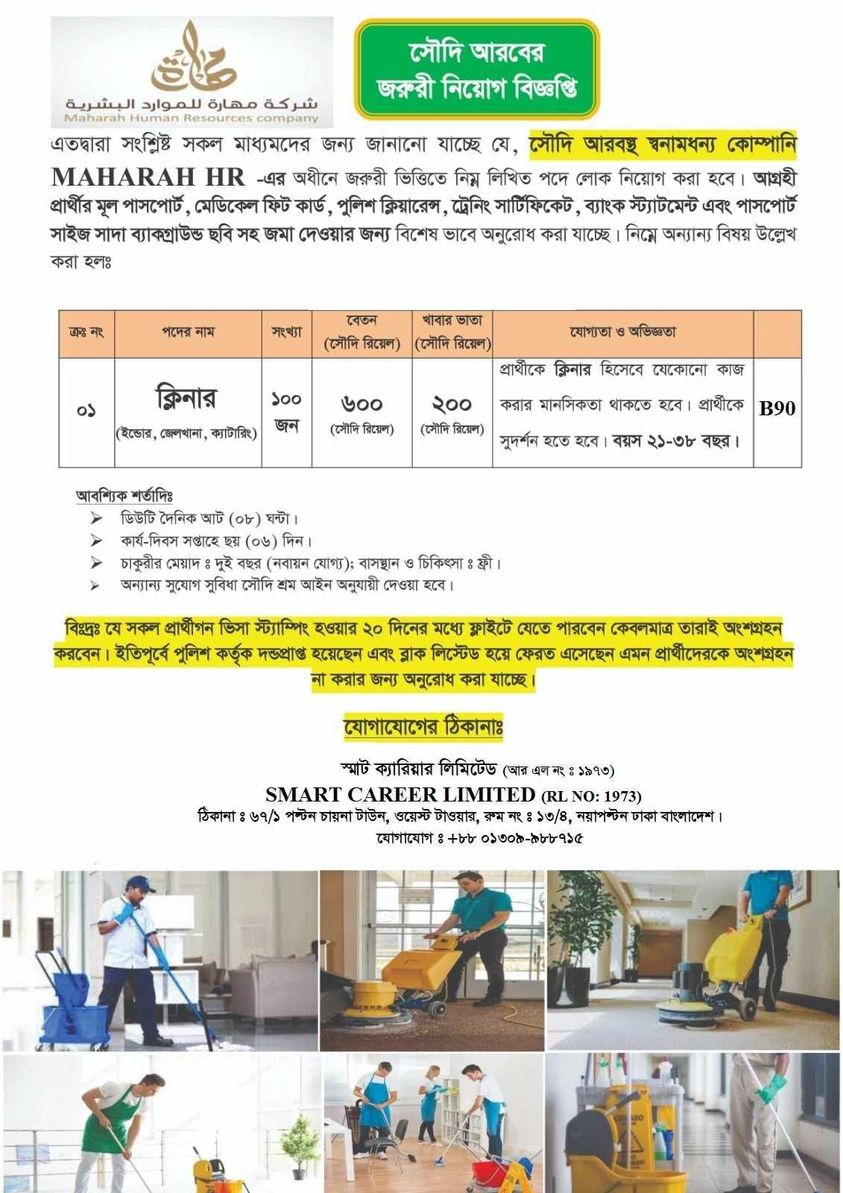 شركة مهارة للموارد البشرية
Maharah Human Resources company
সৌদি আরবের
জরুরী নিয়োগ বিজ্ঞপ্তি
এতদ্বারা সংশ্লিষ্ট সকল মাধ্যমদের জন্য জানানো যাচ্ছে যে, সৌদি আরবস্থ স্বনামধন্য কোম্পানি
MAHARAH HR -এর অধীনে জরুরী ভিত্তিতে নিম্ন লিখিত পদে লোক নিয়োগ করা হবে। আগ্রহী
প্রার্থীর মূল পাসপোর্ট, মেডিকেল ফিট কার্ড, পুলিশ ক্লিয়ারেন্স, ট্রেনিং সার্টিফিকেট, ব্যাংক স্ট্যাটমেন্ট এবং পাসপোর্ট
সাইজ সাদা ব্যাকগ্রাউন্ড ছবি সহ জমা দেওয়ার জন্য বিশেষ ভাবে অনুরোধ করা যাচ্ছে। নিম্নে অন্যান্য বিষয় উল্লেখ
করা হলঃ
ক্রঃ নং পদের নাম সংখ্যা বেতন (সৌদি রিয়েল) খাবার ভাতা (সৌদি রিয়েল) যোগ্যতা ও অভিজ্ঞতা
০১ ক্লিনার (ইন্ডোর, জেলখানা, ক্যাটারিং) ১০০ জন ৬০০ (সৌদি রিয়েল) ২০০ (সৌদি রিয়েল) প্রার্থীকে ক্লিনার হিসেবে যেকোনো কাজ
করার মানসিকতা থাকতে হবে। প্রার্থীকে
সুদর্শন হতে হবে। বয়স ২১-৩৮ বছর। B90
আবশ্যিক শর্তাদিঃ
➢ ডিউটি দৈনিক আট (০৮) ঘন্টা।
➢ কার্য-দিবস সপ্তাহে ছয় (০৬) দিন।
➢ চাকুরীর মেয়াদ ঃ দুই বছর (নবায়ন যোগ্য); বাসস্থান ও চিকিৎসা ঃ ফ্রী।
➢ অন্যান্য সুযোগ সুবিধা সৌদি শ্রম আইন অনুযায়ী দেওয়া হবে।
বিঃদ্রঃ যে সকল প্রার্থীগন ভিসা স্ট্যাম্পিং হওয়ার ২০ দিনের মধ্যে ফ্লাইটে যেতে পারবেন কেবলমাত্র তারাই অংশগ্রহন
করবেন। ইতিপূর্বে পুলিশ কর্তৃক দন্ডপ্রাপ্ত হয়েছেন এবং ব্লাক লিস্টেড হয়ে ফেরত এসেছেন এমন প্রার্থীদেরকে অংশগ্রহন
না করার জন্য অনুরোধ করা যাচ্ছে।
যোগাযোগের ঠিকানাঃ
স্মার্ট ক্যারিয়ার লিমিটেড (আর এল নং ঃ ১৯৭৩)
SMART CAREER LIMITED (RL NO: 1973)
ঠিকানা ঃ ৬৭/১ পল্টন চায়না টাউন, ওয়েস্ট টাওয়ার, রুম নং ঃ ১৩/৪, নয়াপল্টন ঢাকা বাংলাদেশ।
যোগাযোগ ঃ +৮৮ ০১৩০৯-৯৮৮৭১৫